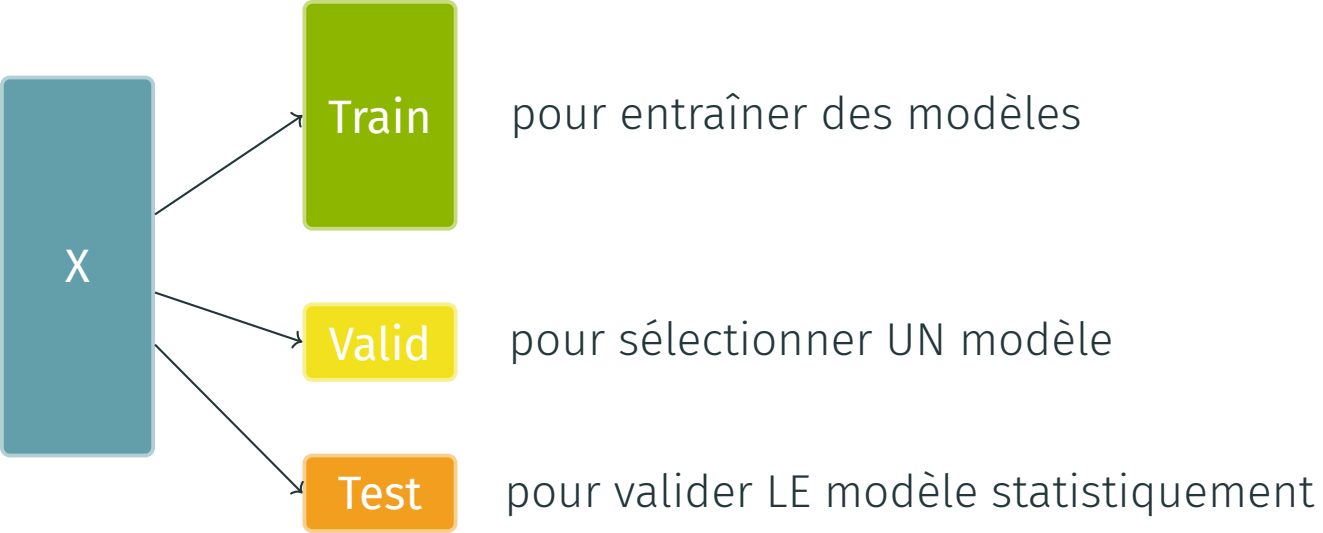 X
Train
pour entraîner des modèles
Valid
pour sélectionner UN modèle
Test
pour valider LE modèle statistiquement